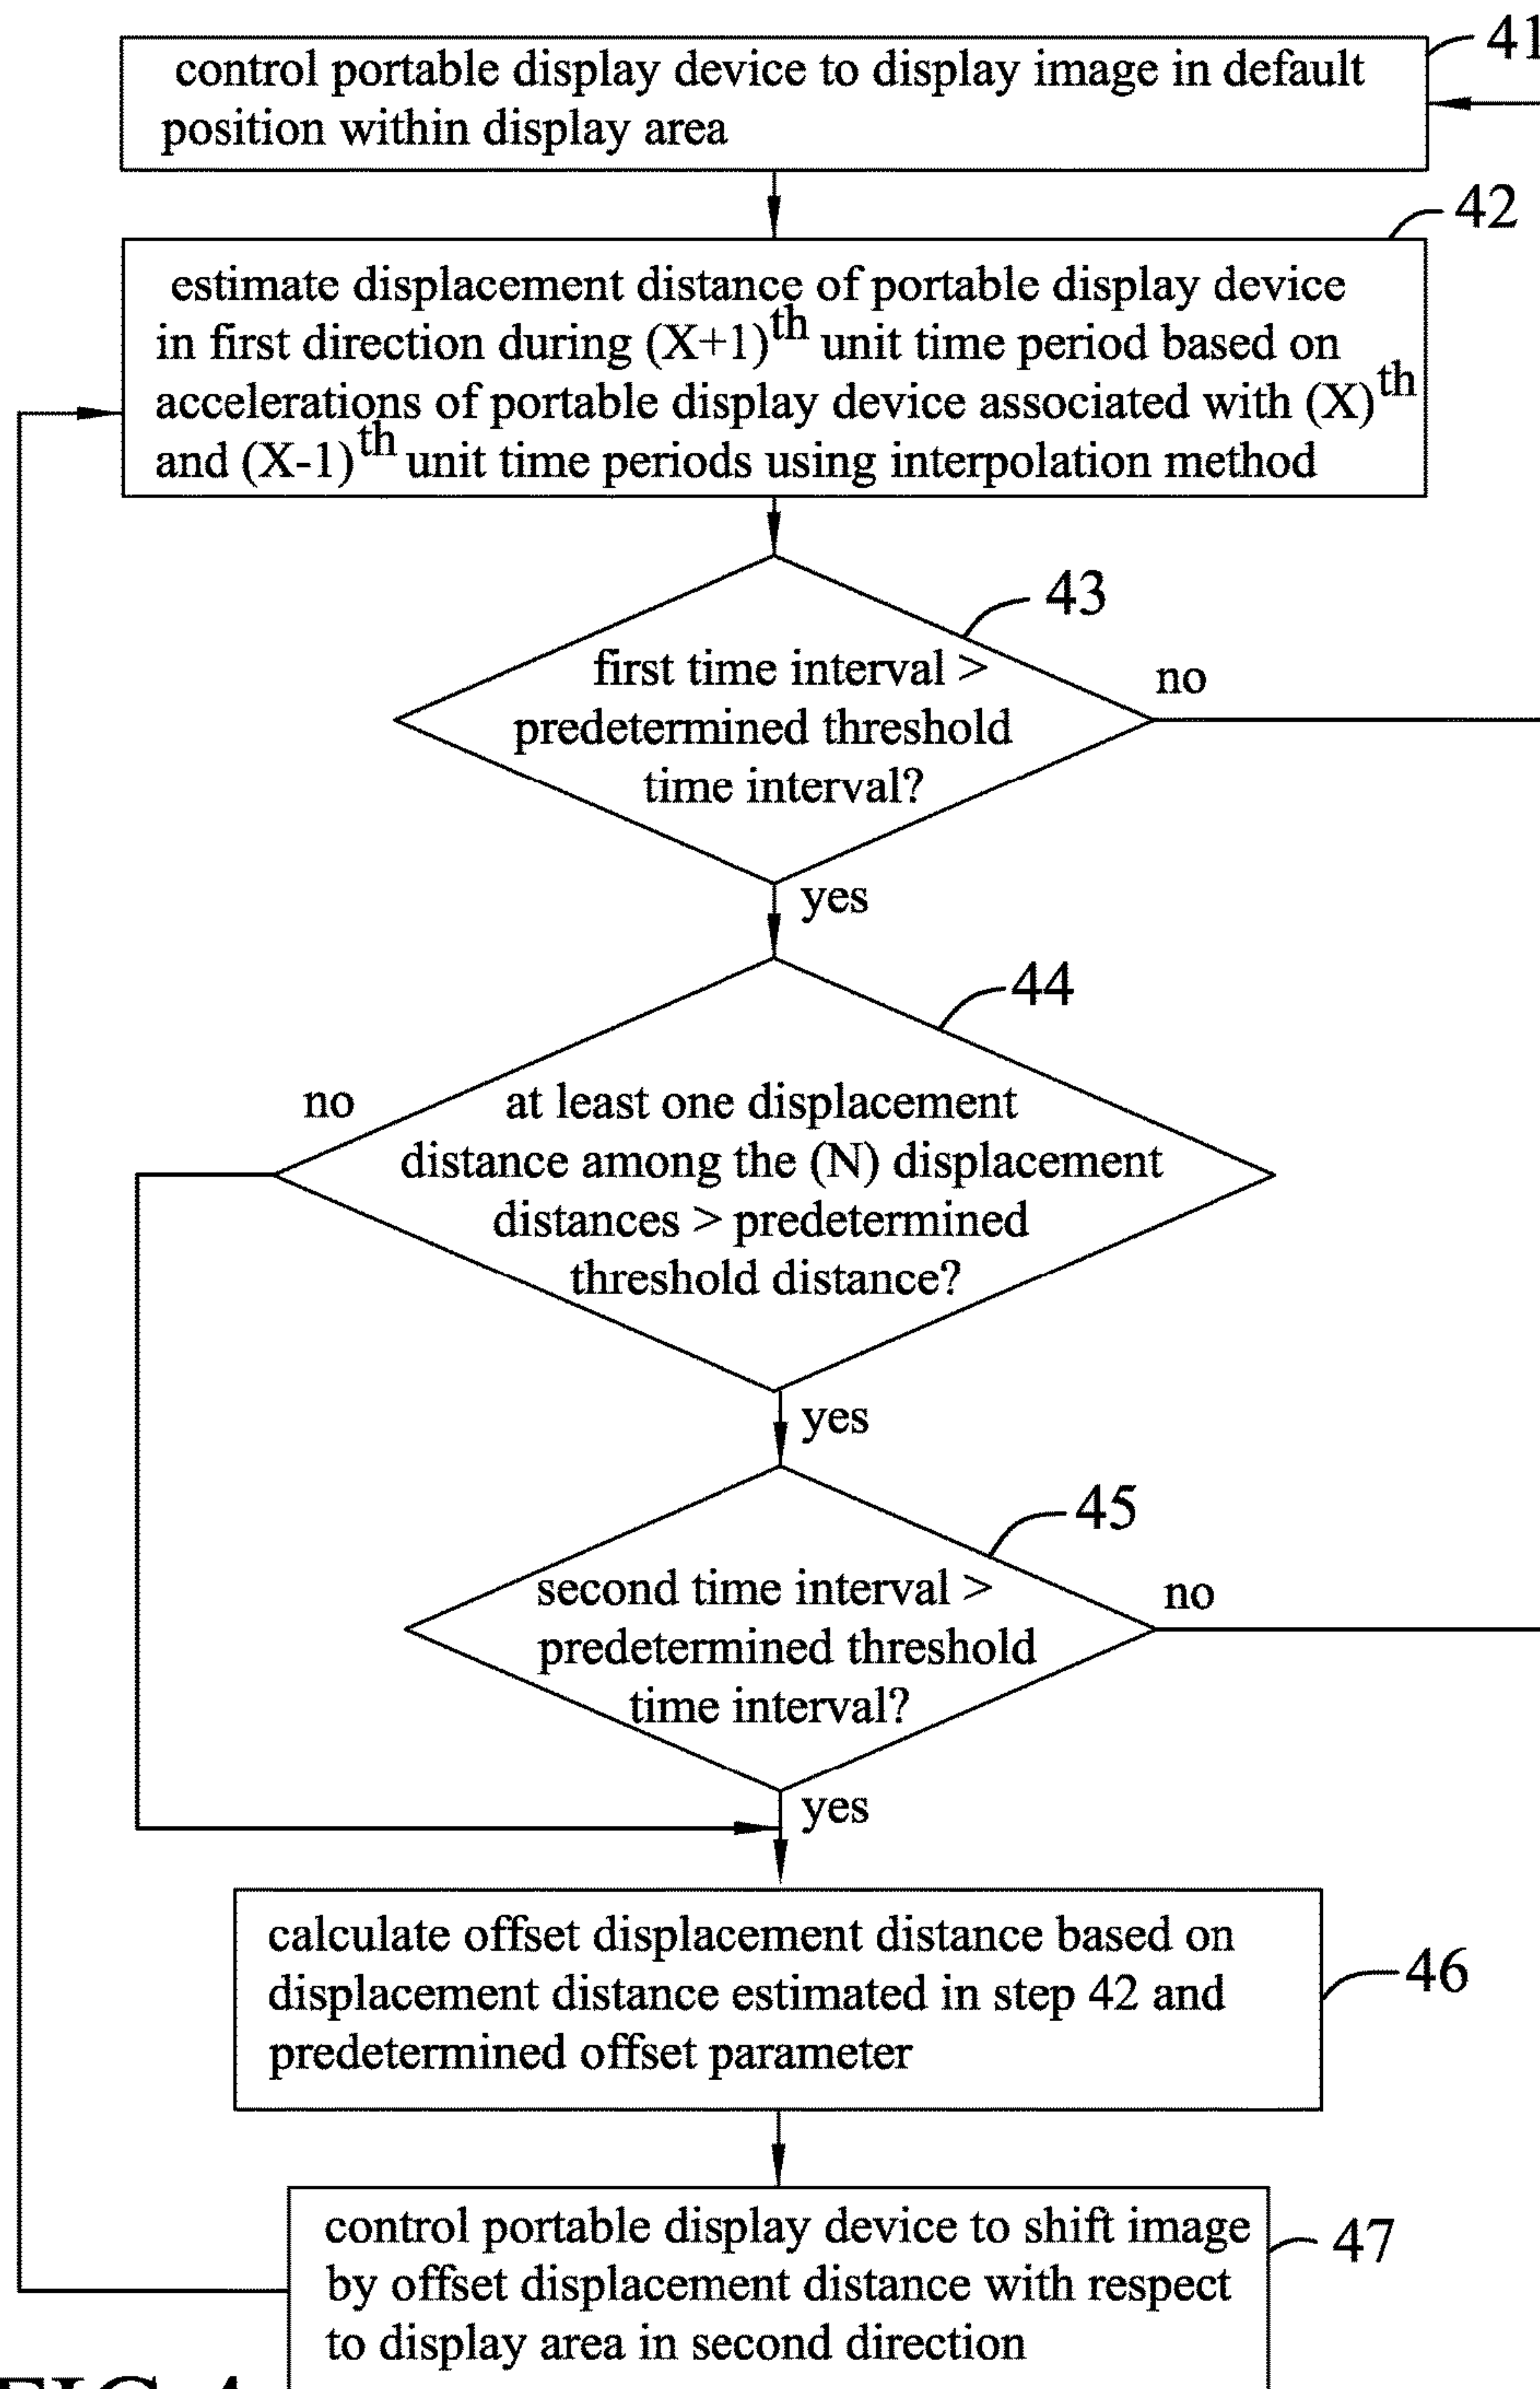 41
control portable display device to display image in default
position within display area
42
estimate displacement distance of portable display device
in first direction during (X+1)th unit time period based on
accelerations of portable display device associated with (X)th
and (X-1)th unit time periods using interpolation method
43
first time interval >
predetermined threshold
time interval?
no
yes
44
no
at least one displacement
distance among the (N) displacement
distances > predetermined
threshold distance?
yes
45
second time interval >
predetermined threshold
time interval?
no
yes
calculate offset displacement distance based on
displacement distance estimated in step 42 and
predetermined offset parameter
46
control portable display device to shift image
by offset displacement distance with respect
to display area in second direction
47